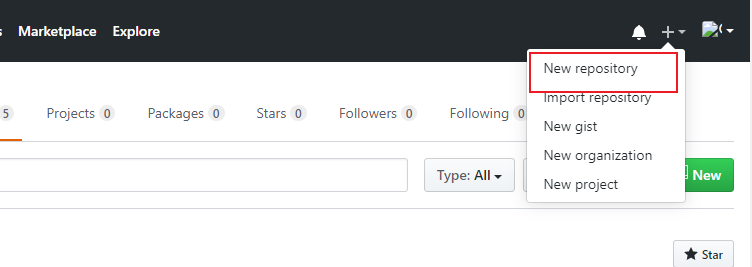 Marketplace Explore
New repository
Import repository
New gist
New organization
New project
5 Projects 0 Packages 0 Stars 0 Followers 0 Following 0
Type: All New
Star